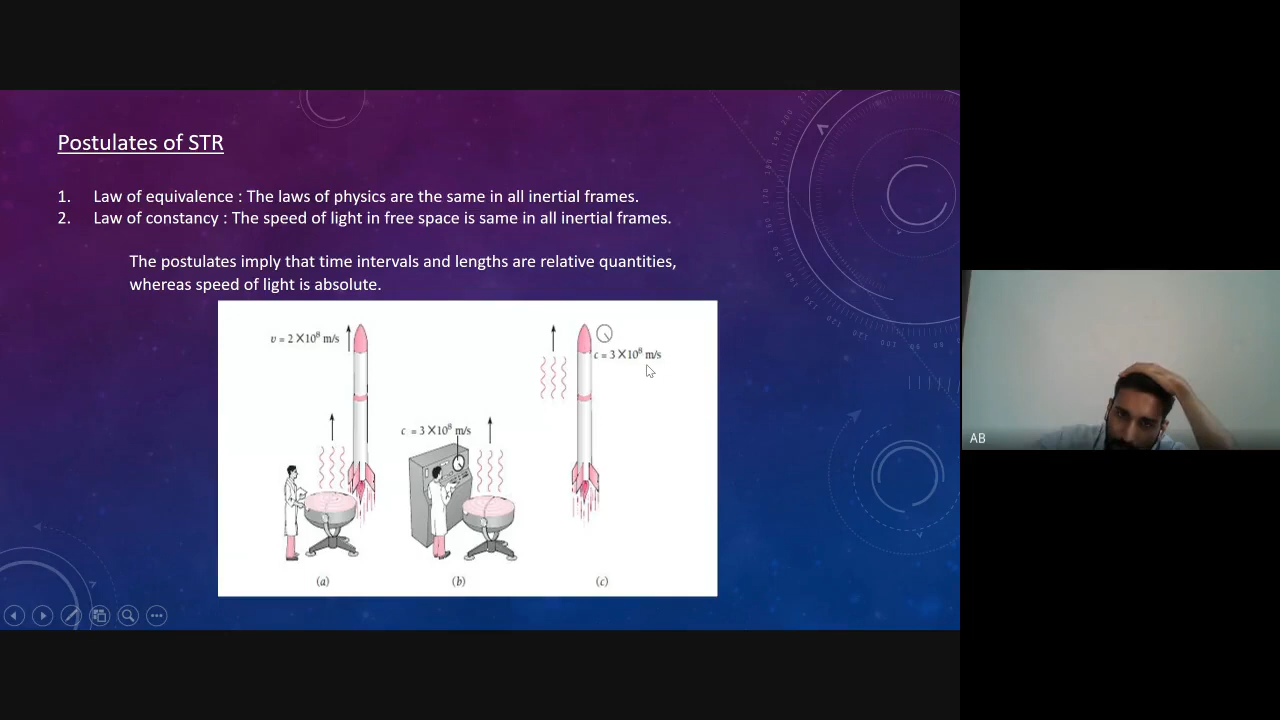 Postulates of STR
1. Law of equivalence : The laws of physics are the same in all inertial frames.
2. Law of constancy : The speed of light in free space is same in all inertial frames.
The postulates imply that time intervals and lengths are relative quantities,
whereas speed of light is absolute.
v = 2 X 10⁸ m/s
c = 3 X 10⁸ m/s
c = 3 X 10⁸ m/s
(a)
(b)
(c)
AB